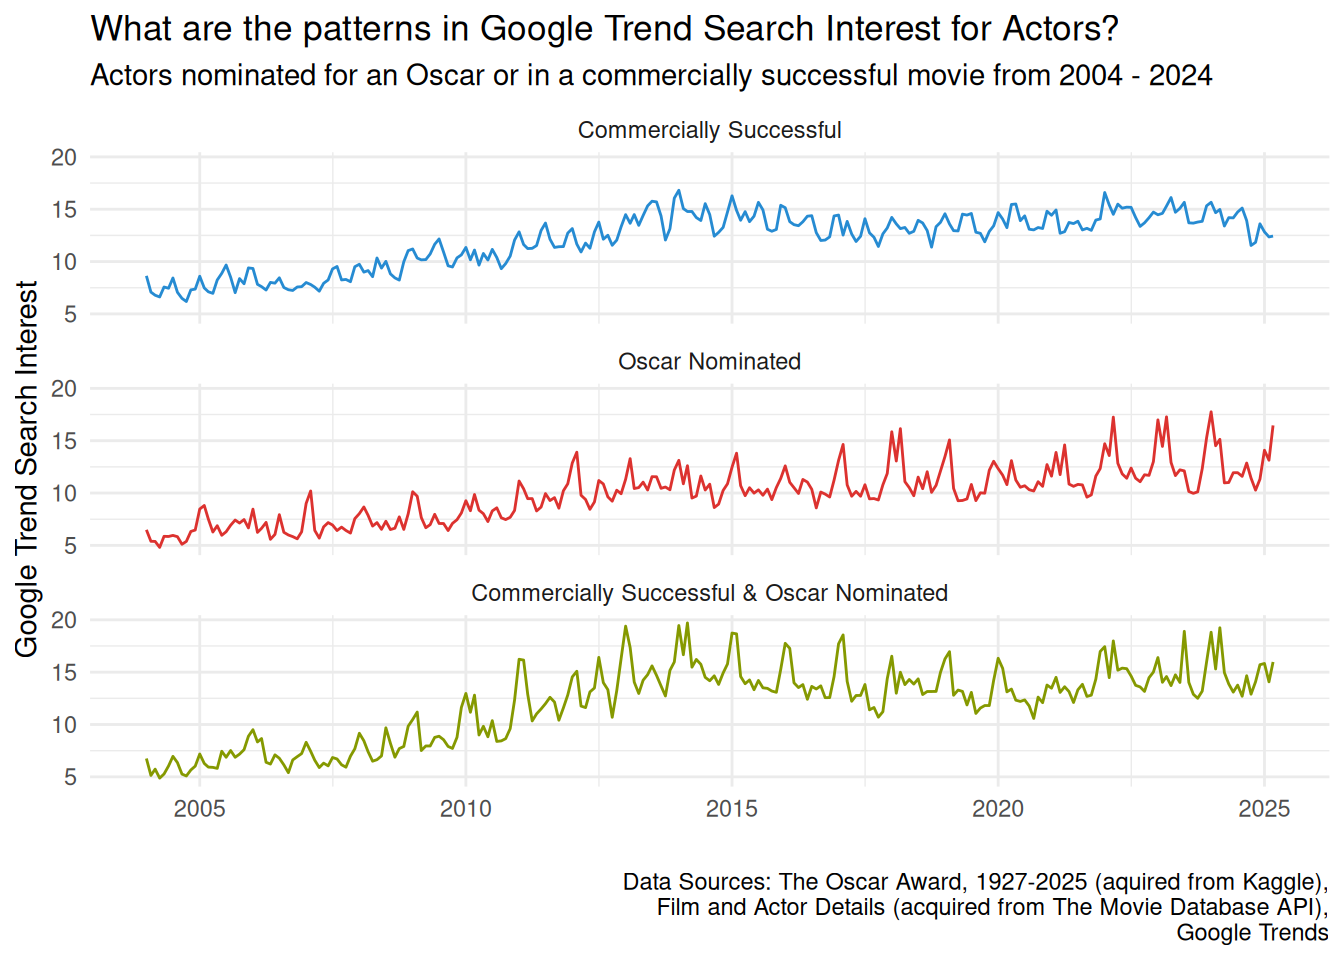 What are the patterns in Google Trend Search Interest for Actors?
Actors nominated for an Oscar or in a commercially successful movie from 2004 - 2024
Commercially Successful
20
15
10
5
Oscar Nominated
20
15
10
5
Commercially Successful & Oscar Nominated
20
15
10
5
Google Trend Search Interest
2005 2010 2015 2020 2025
Data Sources: The Oscar Award, 1927-2025 (aquired from Kaggle),
Film and Actor Details (acquired from The Movie Database API),
Google Trends